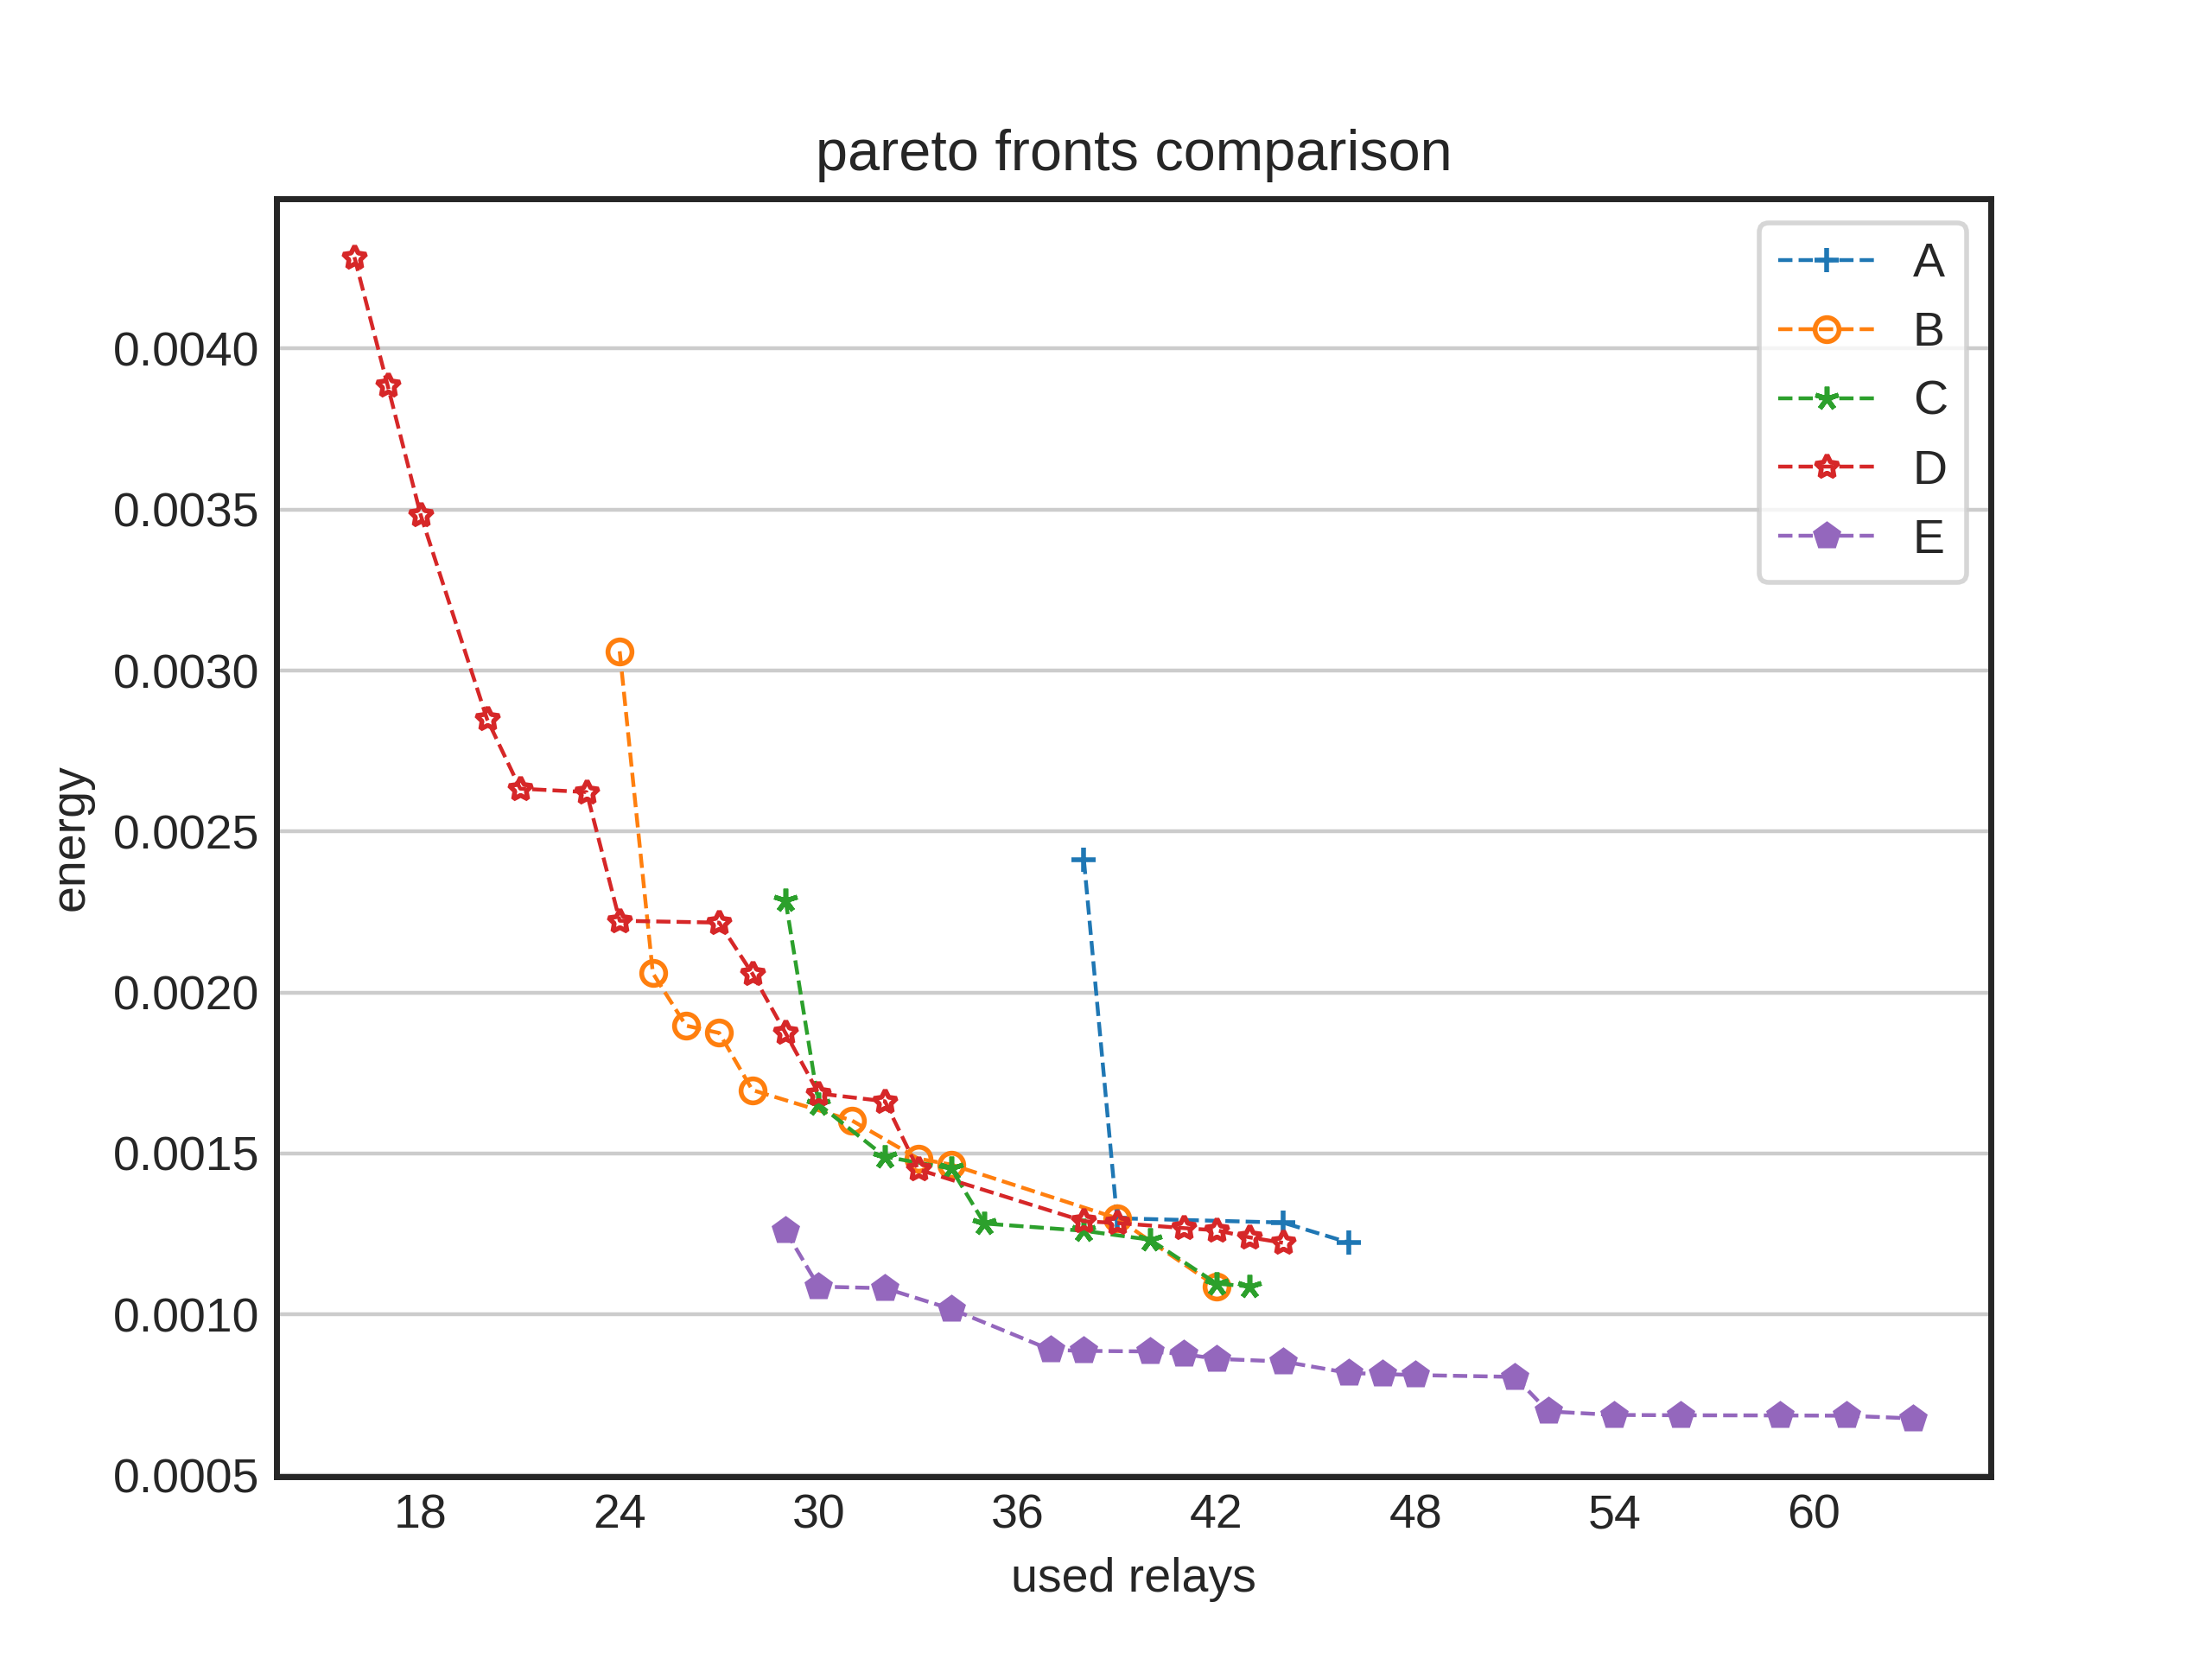 pareto fronts comparison
A
B
C
D
E
0.0040
0.0035
0.0030
0.0025
0.0020
0.0015
0.0010
0.0005
energy
18 24 30 36 42 48 54 60
used relays